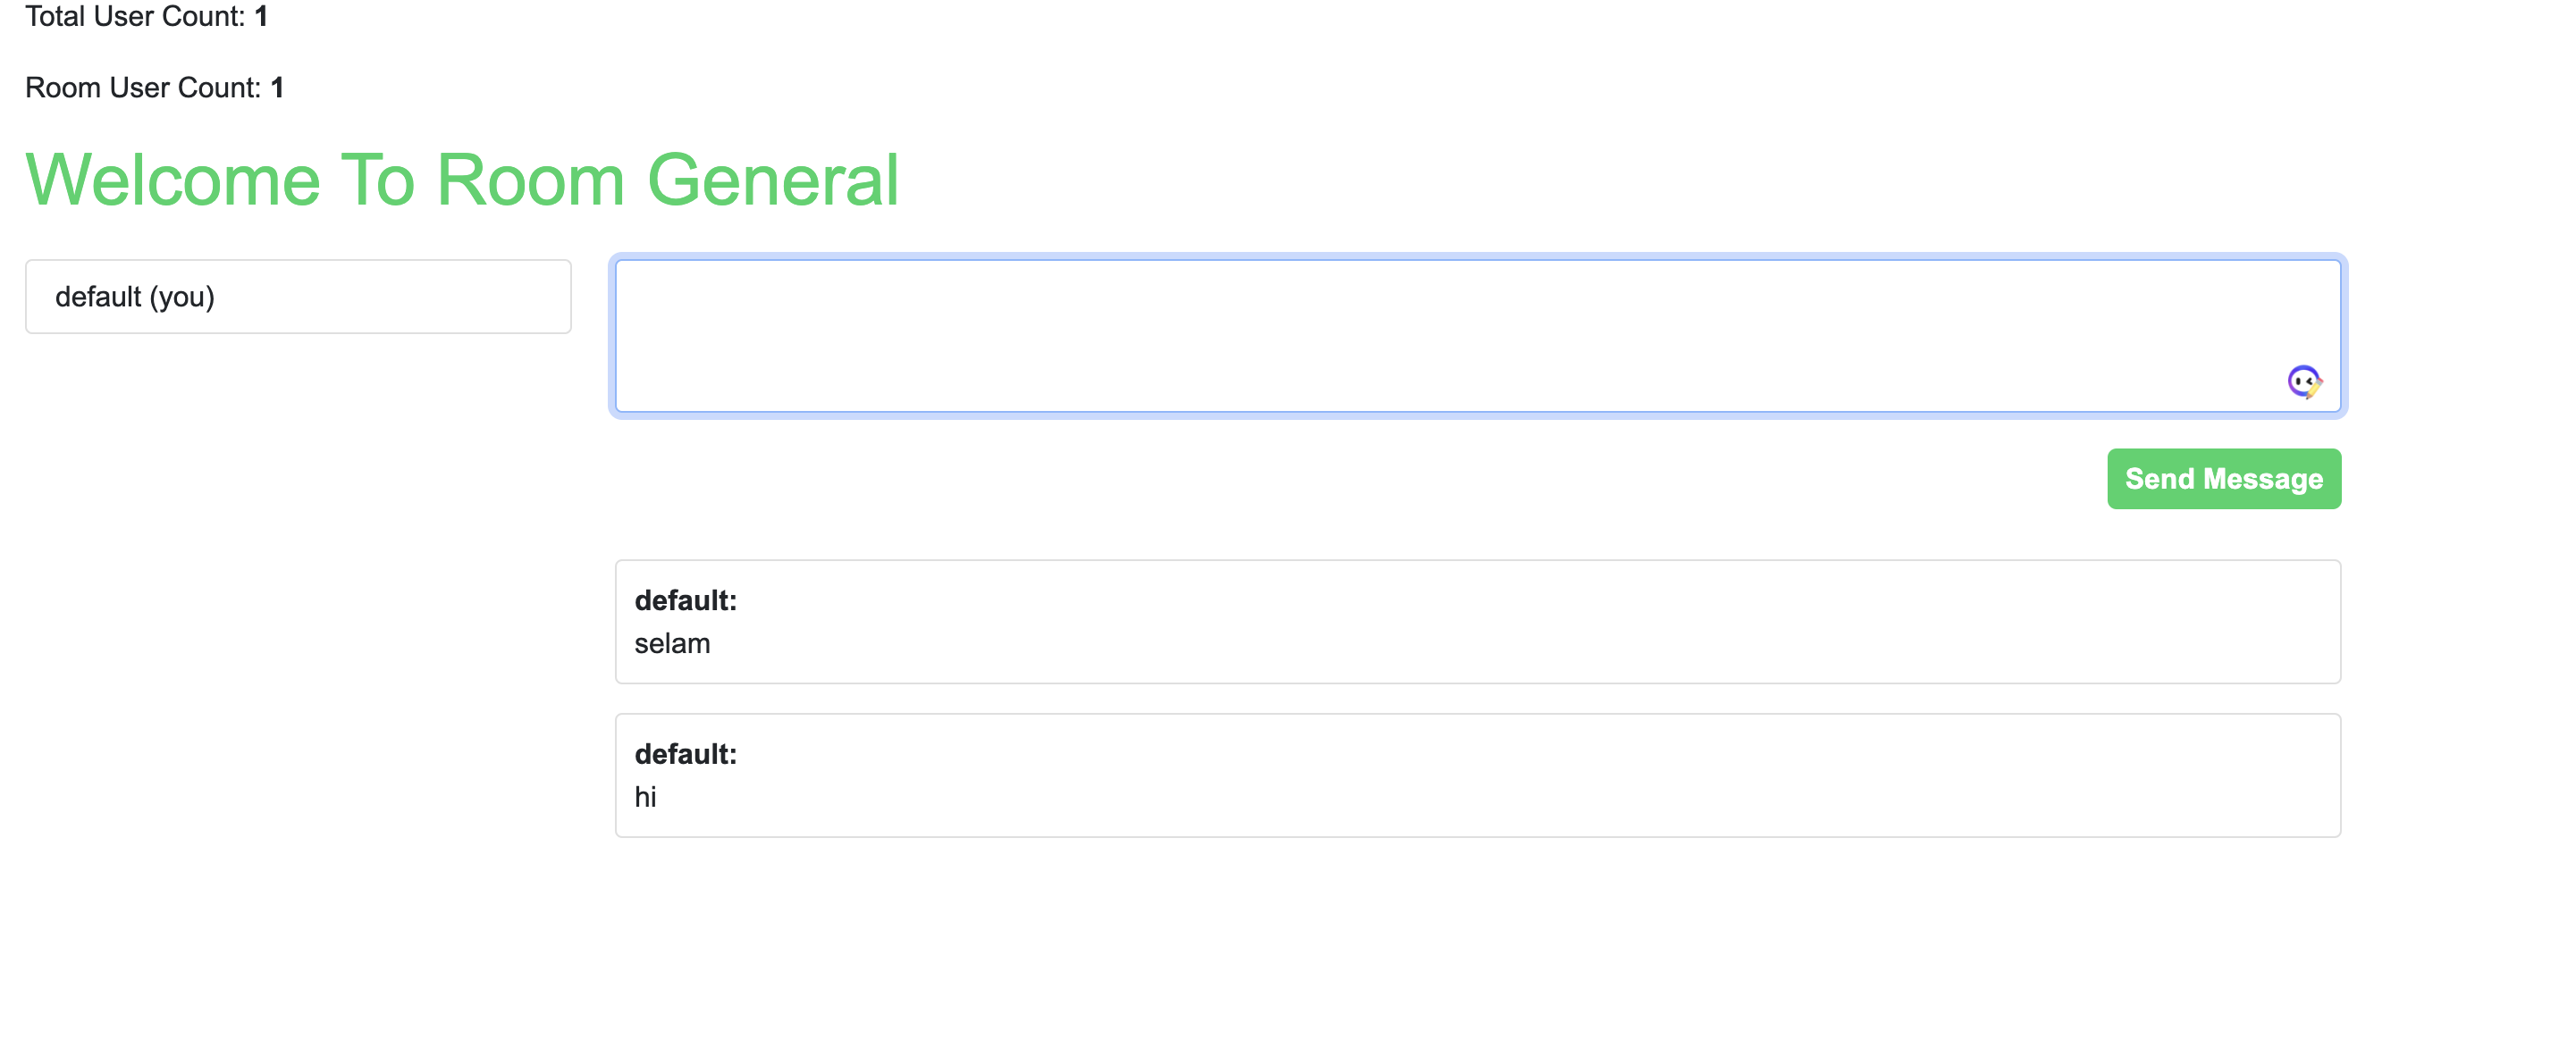 Total User Count: 1
Room User Count: 1
Welcome To Room General
default (you)
Send Message
default:
selam
default:
hi